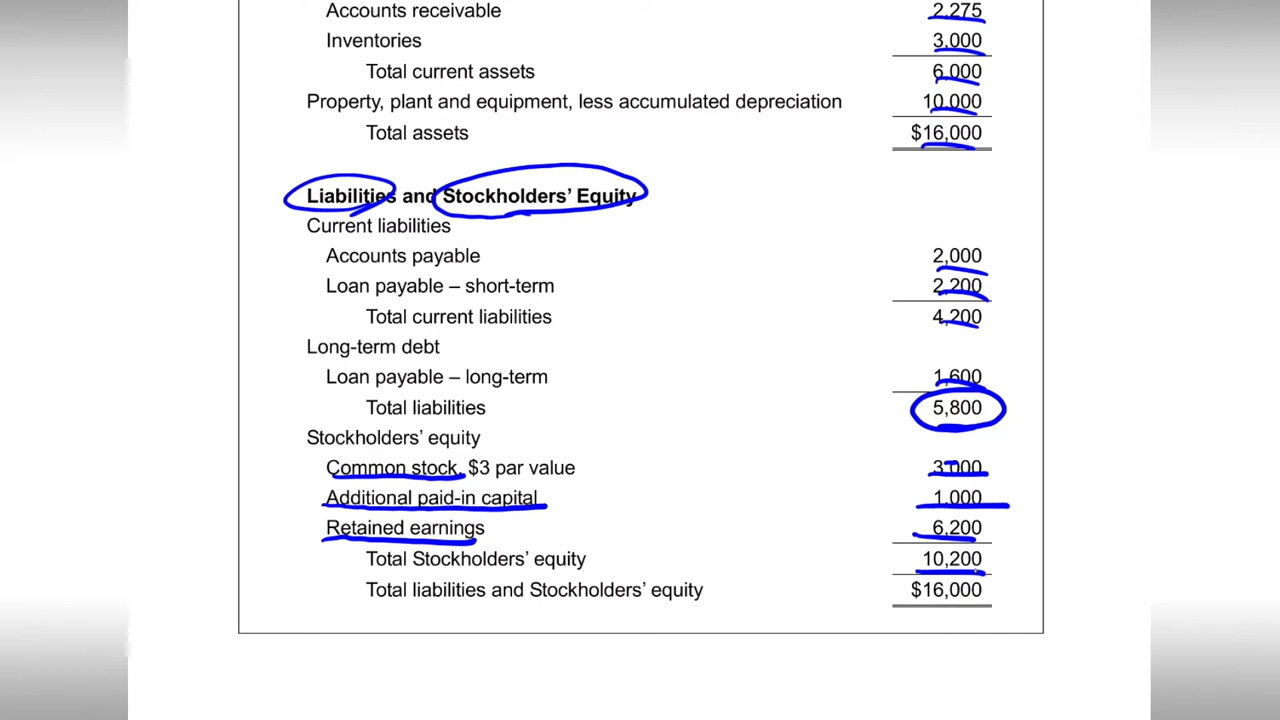 Accounts receivable 2,275
Inventories 3,000
Total current assets 6,000
Property, plant and equipment, less accumulated depreciation 10,000
Total assets $16,000
Liabilities and Stockholders’ Equity
Current liabilities
Accounts payable 2,000
Loan payable – short-term 2,200
Total current liabilities 4,200
Long-term debt
Loan payable – long-term 1,600
Total liabilities 5,800
Stockholders’ equity
Common stock, $3 par value 3,000
Additional paid-in capital 1,000
Retained earnings 6,200
Total Stockholders’ equity 10,200
Total liabilities and Stockholders’ equity $16,000